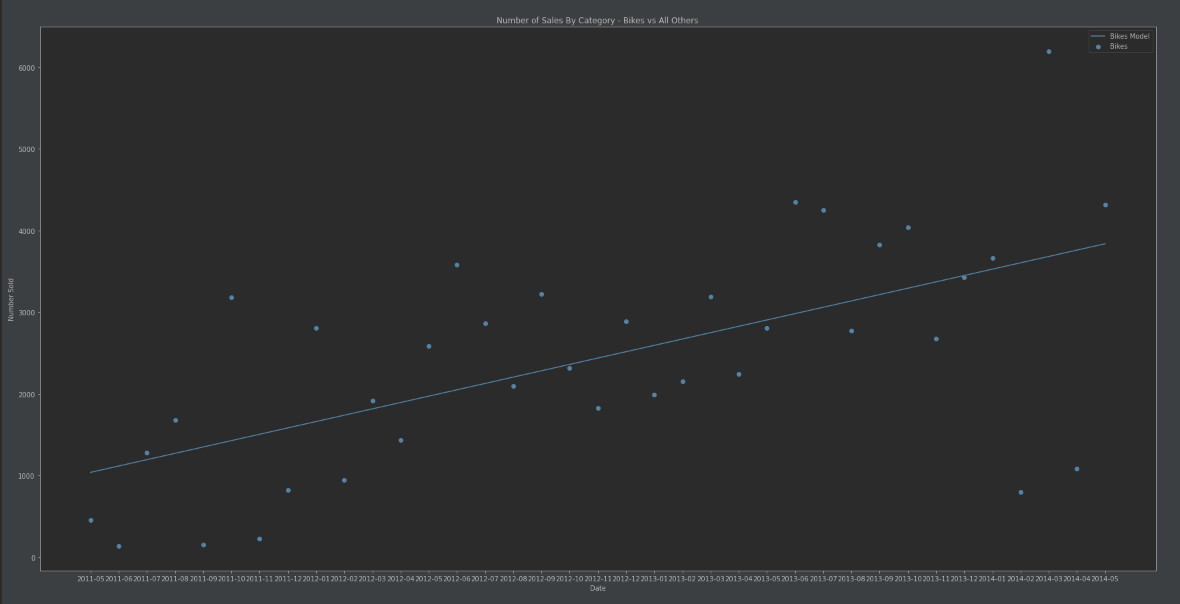 Number of Sales By Category - Bikes vs All Others
Bikes Model
Bikes
6000
5000
4000
3000
2000
1000
0
Number Sold
2011-05 2011-06 2011-07 2011-08 2011-09 2011-10 2011-11 2011-12 2012-01 2012-02 2012-03 2012-04 2012-05 2012-06 2012-07 2012-08 2012-09 2012-10 2012-11 2012-12 2013-01 2013-02 2013-03 2013-04 2013-05 2013-06 2013-07 2013-08 2013-09 2013-10 2013-11 2013-12 2014-01 2014-02 2014-03 2014-04 2014-05
Date